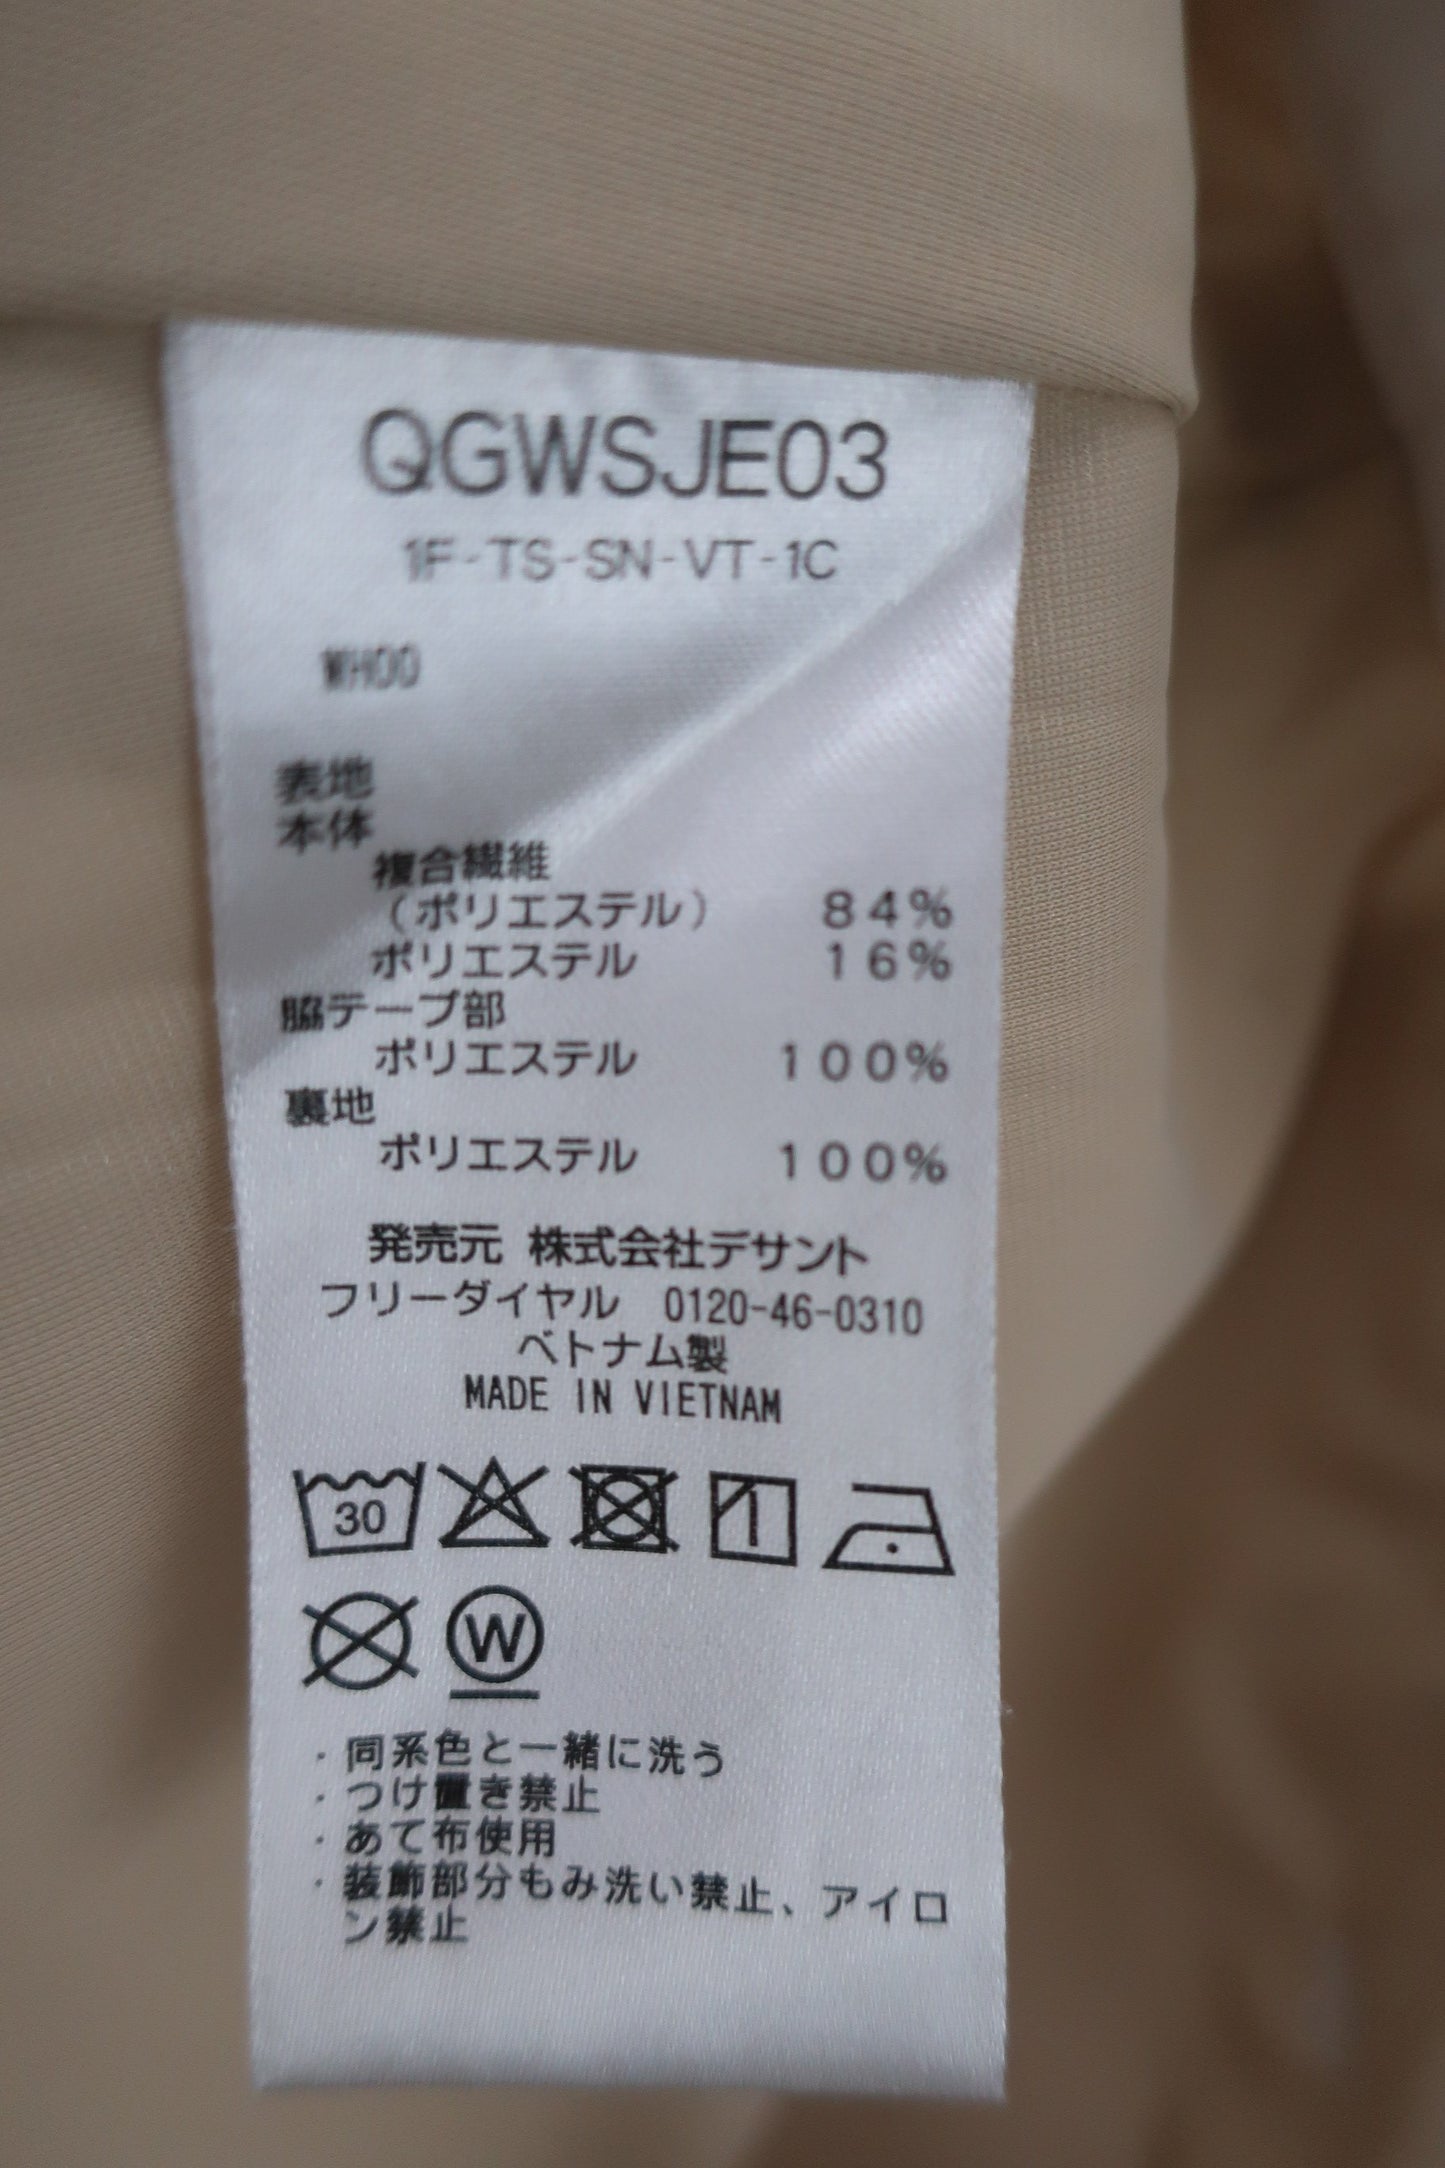 QGWSJE03
1F-TS-SN-VT-1C
WH00
表地
本体
複合繊維
(ポリエステル) 84%
ポリエステル 16%
脇テープ部
ポリエステル 100%
裏地
ポリエステル 100%
発売元 株式会社デサント
フリーダイヤル 0120-46-0310
ベトナム製
MADE IN VIETNAM
30
W
・同系色と一緒に洗う
・つけ置き禁止
・あて布使用
・装飾部分もみ洗い禁止、アイロ
ン禁止